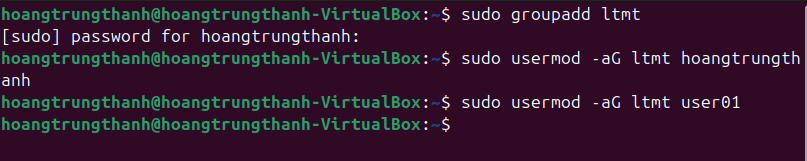 hoangtrungthanh@hoangtrungthanh-VirtualBox:~$ sudo groupadd ltmt
[sudo] password for hoangtrungthanh:
hoangtrungthanh@hoangtrungthanh-VirtualBox:~$ sudo usermod -aG ltmt hoangtrungth
anh
hoangtrungthanh@hoangtrungthanh-VirtualBox:~$ sudo usermod -aG ltmt user01
hoangtrungthanh@hoangtrungthanh-VirtualBox:~$